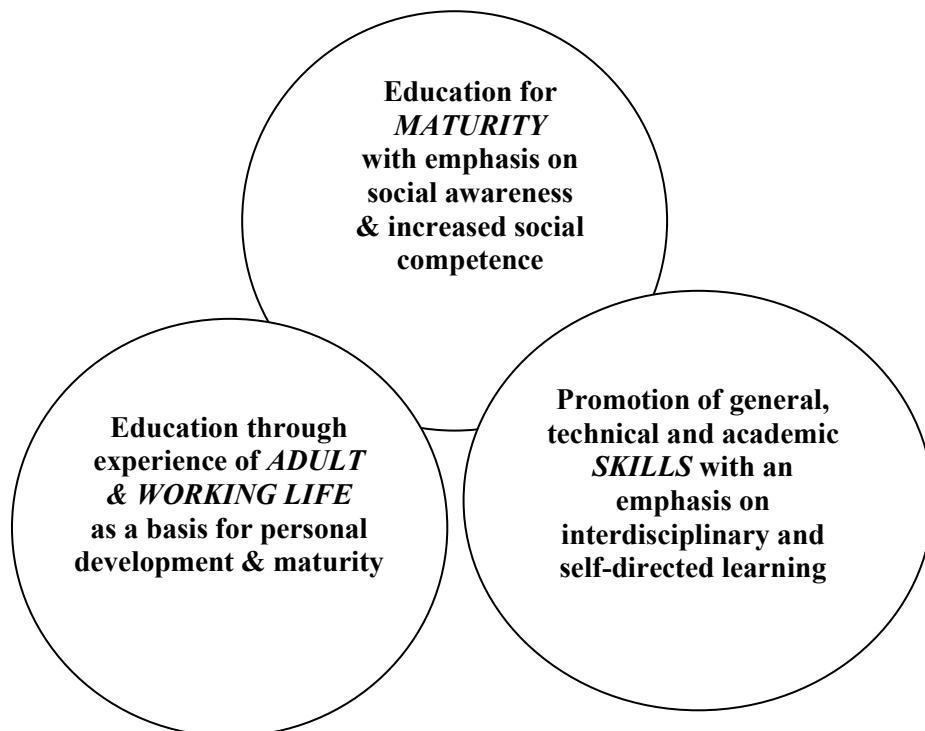 Education for
MATURITY
with emphasis on
social awareness
& increased social
competence
Education through
experience of ADULT
& WORKING LIFE
as a basis for personal
development & maturity
Promotion of general,
technical and academic
SKILLS with an
emphasis on
interdisciplinary and
self-directed learning